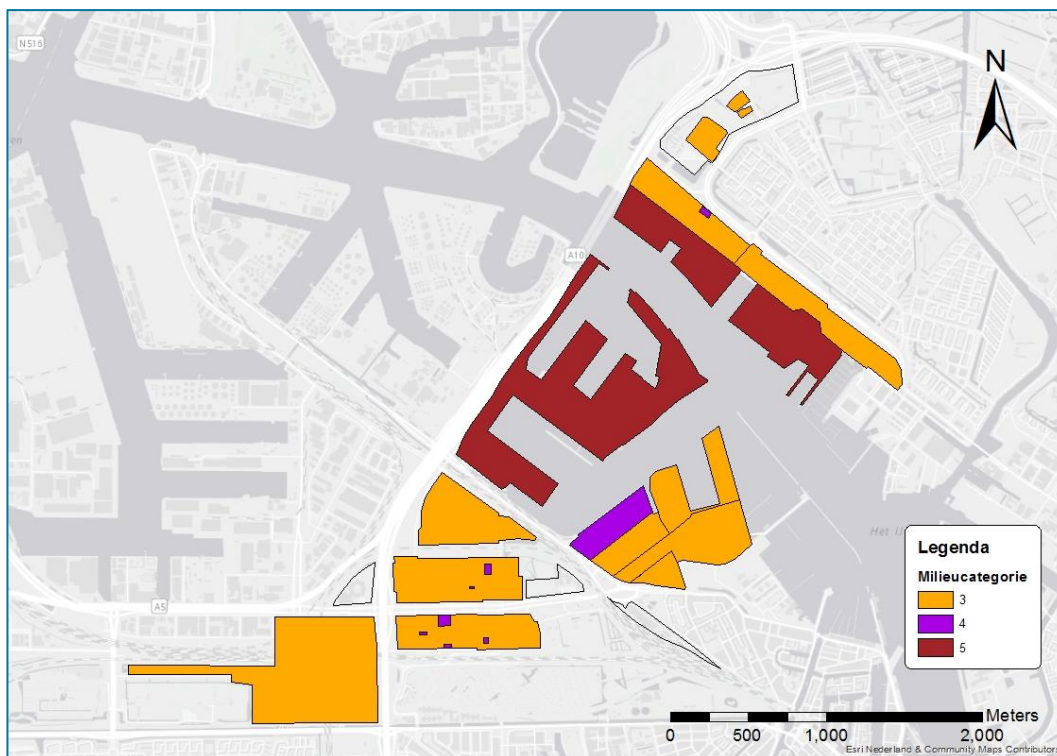 N516
N
A10
Het IJ
A5
Legenda
Milieucategorie
3
4
5
Meters
0 500 1,000 2,000
Esri Nederland & Community Maps Contributors